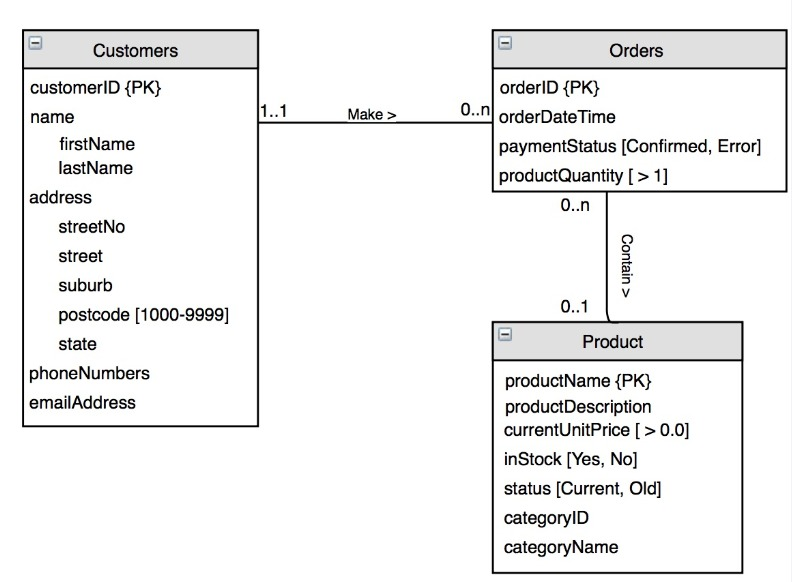 Customers
customerID {PK}
name
firstName
lastName
address
streetNo
street
suburb
postcode [1000-9999]
state
phoneNumbers
emailAddress
1..1
Make >
0..n
Orders
orderID {PK}
orderDateTime
paymentStatus [Confirmed, Error]
productQuantity [ > 1]
0..n
Contain >
0..1
Product
productName {PK}
productDescription
currentUnitPrice [ > 0.0]
inStock [Yes, No]
status [Current, Old]
categoryID
categoryName